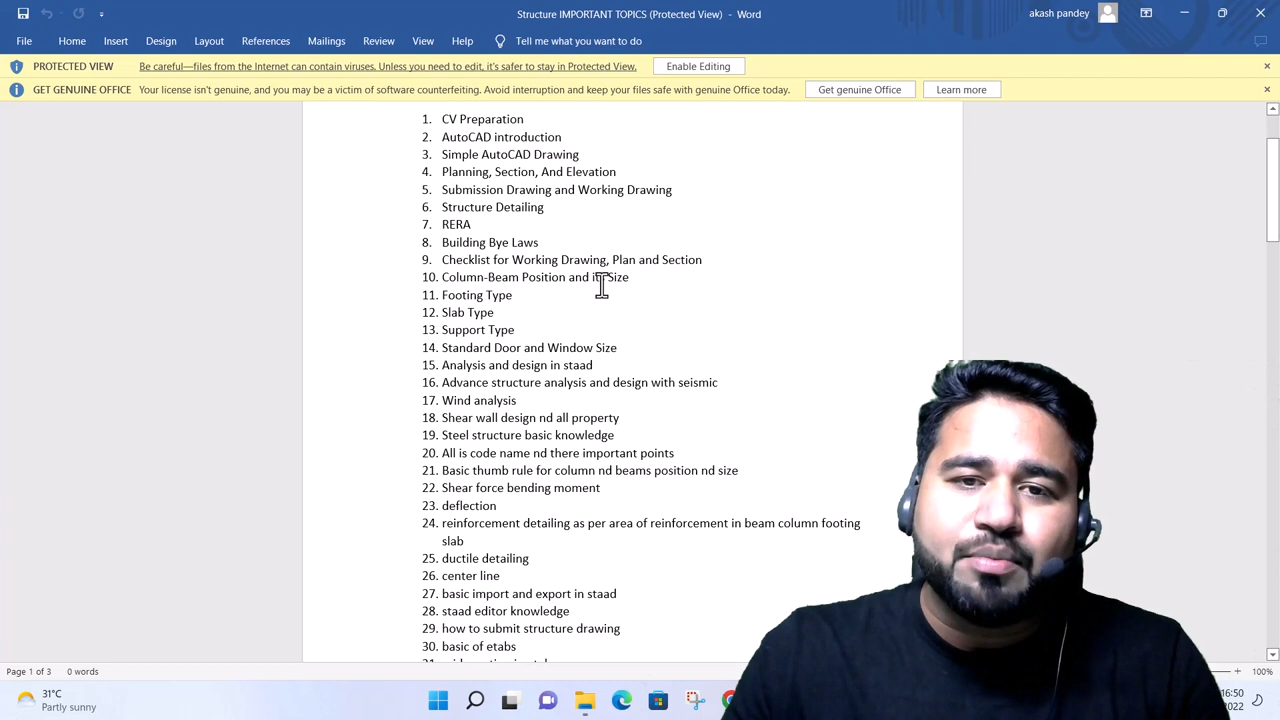 Structure IMPORTANT TOPICS (Protected View) - Word
akash pandey
File Home Insert Design Layout References Mailings Review View Help Tell me what you want to do
PROTECTED VIEW Be careful—files from the Internet can contain viruses. Unless you need to edit, it's safer to stay in Protected View. Enable Editing
GET GENUINE OFFICE Your license isn't genuine, and you may be a victim of software counterfeiting. Avoid interruption and keep your files safe with genuine Office today. Get genuine Office Learn more
1. CV Preparation
2. AutoCAD introduction
3. Simple AutoCAD Drawing
4. Planning, Section, And Elevation
5. Submission Drawing and Working Drawing
6. Structure Detailing
7. RERA
8. Building Bye Laws
9. Checklist for Working Drawing, Plan and Section
10. Column-Beam Position and Size
11. Footing Type
12. Slab Type
13. Support Type
14. Standard Door and Window Size
15. Analysis and design in staad
16. Advance structure analysis and design with seismic
17. Wind analysis
18. Shear wall design nd all property
19. Steel structure basic knowledge
20. All is code name nd there important points
21. Basic thumb rule for column nd beams position nd size
22. Shear force bending moment
23. deflection
24. reinforcement detailing as per area of reinforcement in beam column footing
slab
25. ductile detailing
26. center line
27. basic import and export in staad
28. staad editor knowledge
29. how to submit structure drawing
30. basic of etabs
Page 1 of 3 0 words
100%
31°C
Partly sunny
16:50
2022